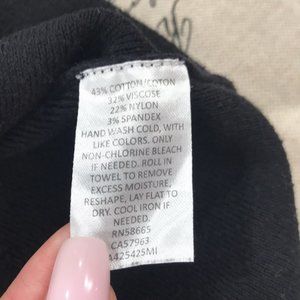 43% COTTON/COTON
32% VISCOSE
22% NYLON
3% SPANDEX
HAND WASH COLD, WITH
LIKE COLORS. ONLY
NON-CHLORINE BLEACH
IF NEEDED. ROLL IN
TOWEL TO REMOVE
EXCESS MOISTURE,
RESHAPE, LAY FLAT TO
DRY. COOL IRON IF
NEEDED.
RN58665
CA57963
A425425MI